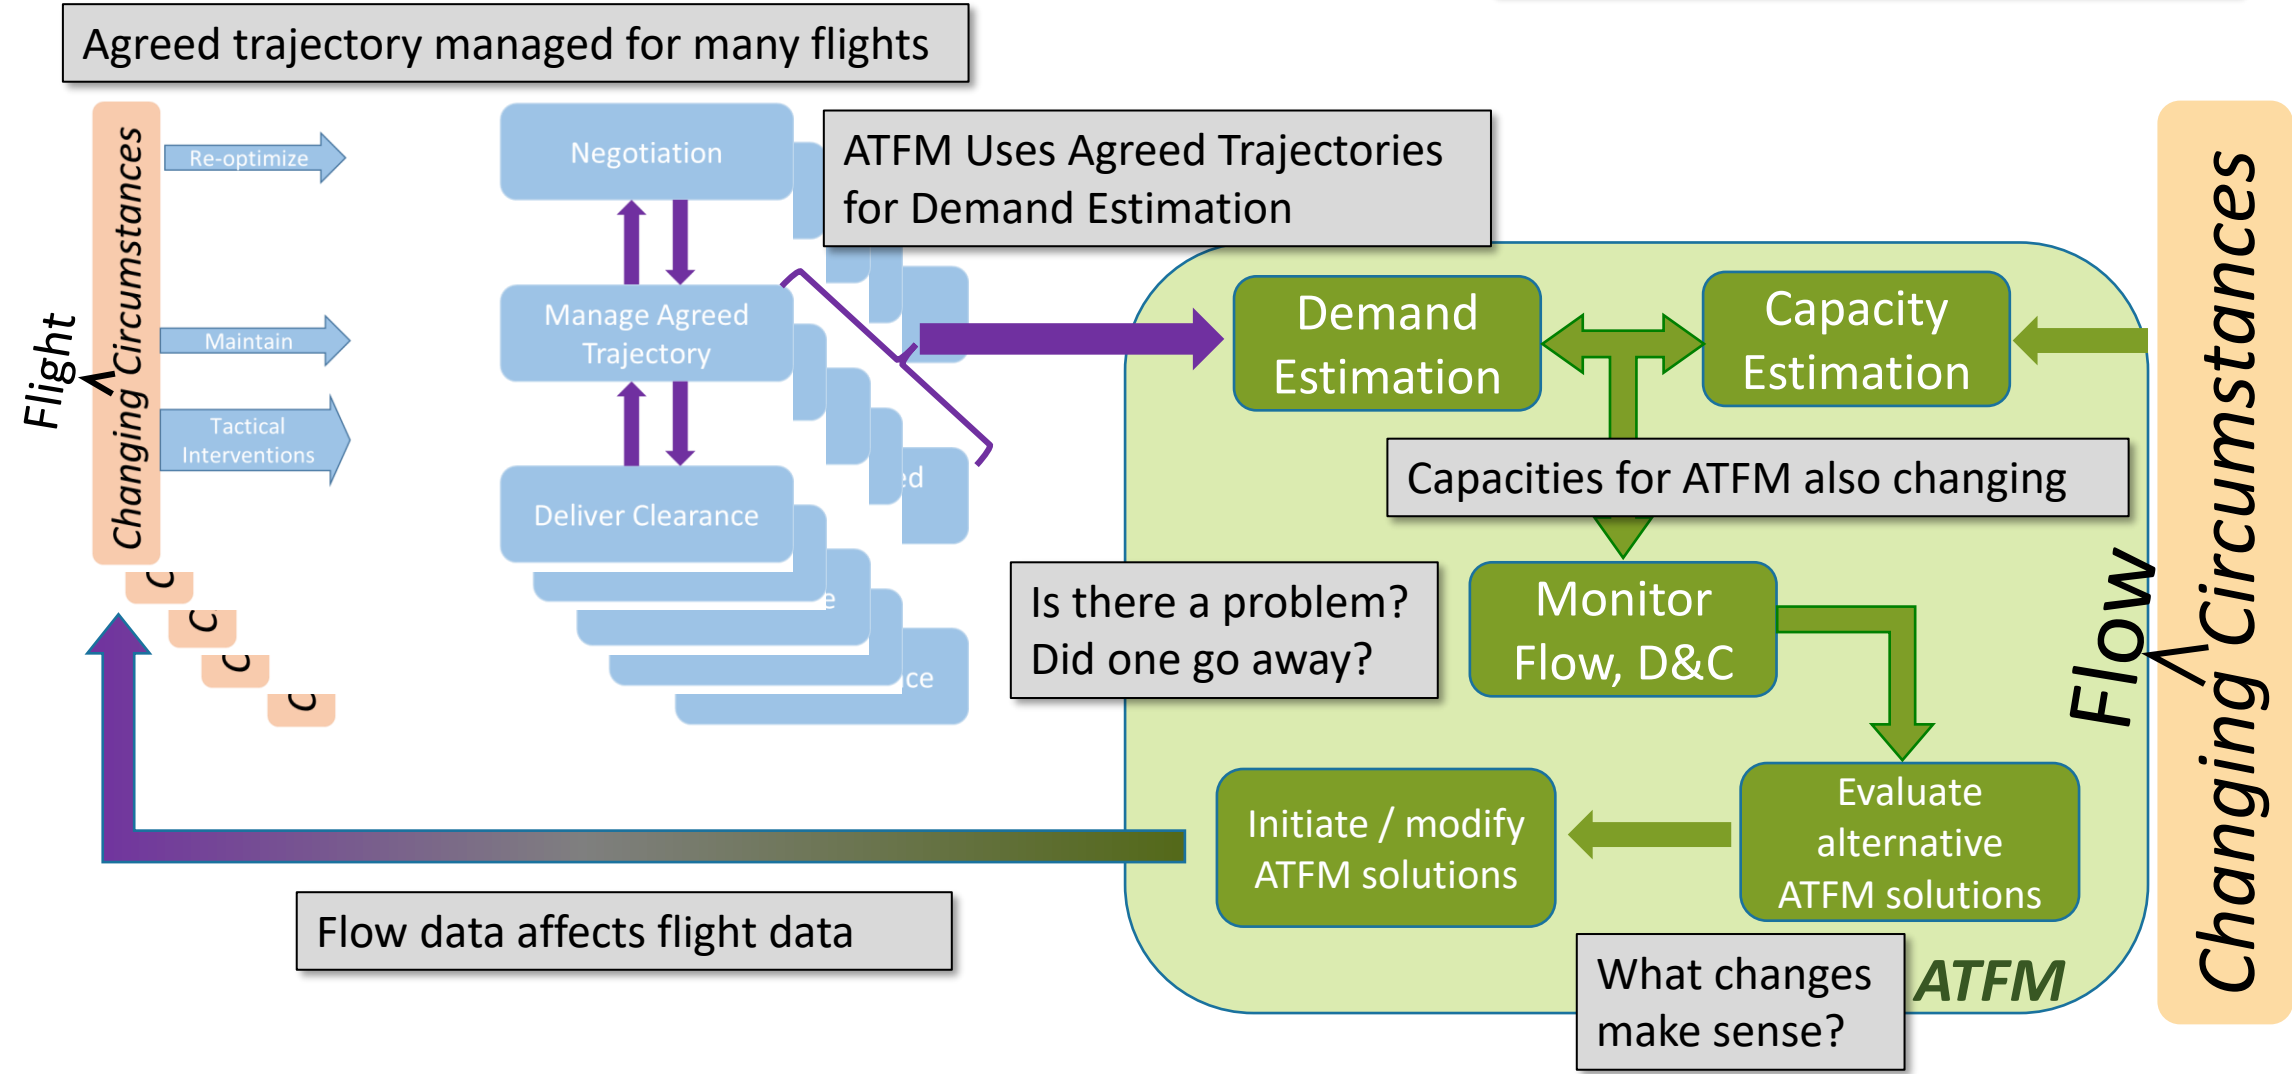 Agreed trajectory managed for many flights
Flight
Changing Circumstances
Re-optimize
Maintain
Tactical
Interventions
Negotiation
Manage Agreed
Trajectory
Deliver Clearance
ed
e
ce
C
C
C
C
ATFM Uses Agreed Trajectories
for Demand Estimation
Demand
Estimation
Capacity
Estimation
Capacities for ATFM also changing
Is there a problem?
Did one go away?
Monitor
Flow, D&C
Evaluate
alternative
ATFM solutions
Initiate / modify
ATFM solutions
What changes
make sense?
ATFM
Flow data affects flight data
Flow
Changing Circumstances